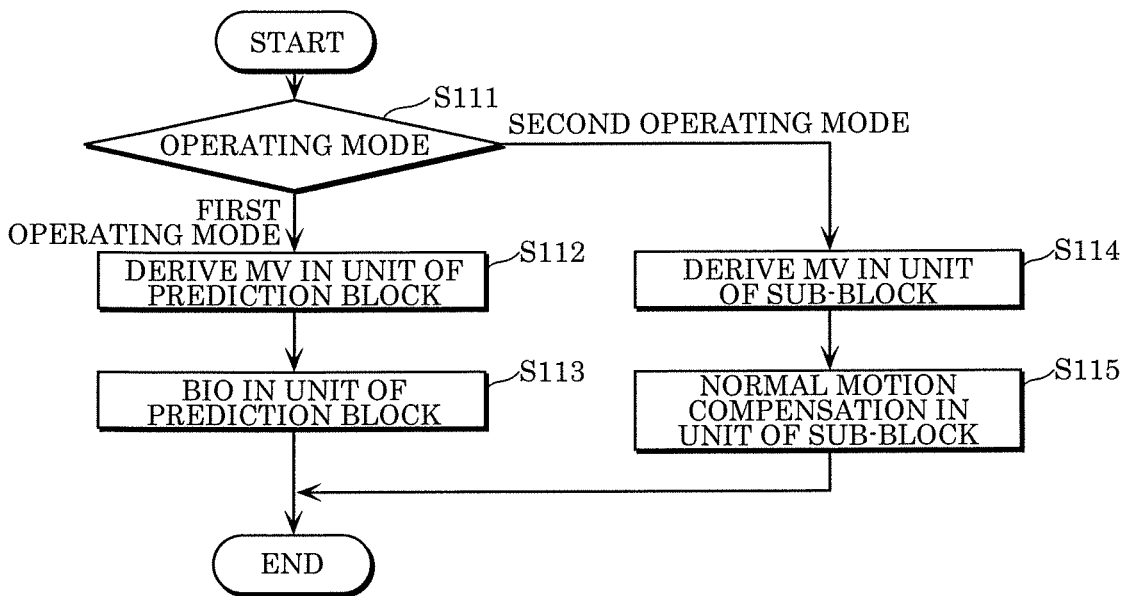 START
S111
OPERATING MODE
SECOND OPERATING MODE
FIRST
OPERATING MODE
S112
DERIVE MV IN UNIT OF
PREDICTION BLOCK
S114
DERIVE MV IN UNIT
OF SUB-BLOCK
S113
BIO IN UNIT OF
PREDICTION BLOCK
S115
NORMAL MOTION
COMPENSATION IN
UNIT OF SUB-BLOCK
END